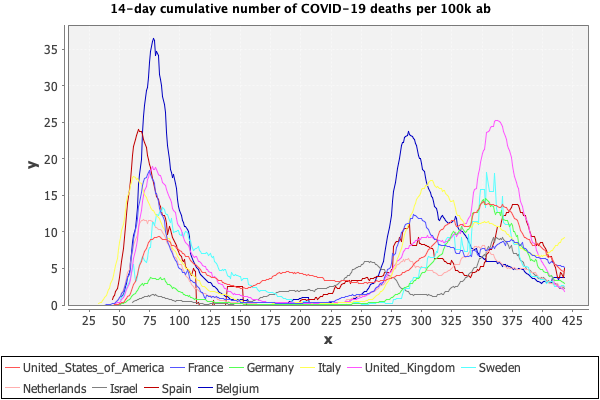 14-day cumulative number of COVID-19 deaths per 100k ab
y
35
30
25
20
15
10
5
0
25 50 75 100 125 150 175 200 225 250 275 300 325 350 375 400 425
x
United_States_of_America France Germany Italy United_Kingdom Sweden
Netherlands Israel Spain Belgium